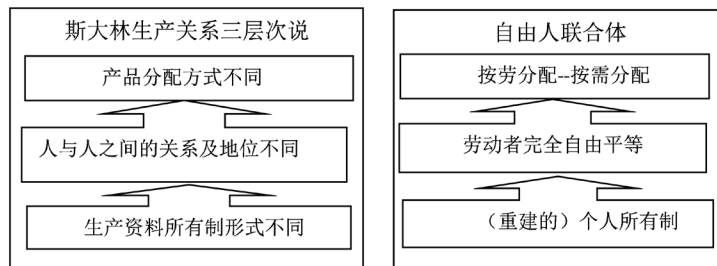 斯大林生产关系三层次说
产品分配方式不同
人与人之间的关系及地位不同
生产资料所有制形式不同
自由人联合体
按劳分配--按需分配
劳动者完全自由平等
（重建的）个人所有制